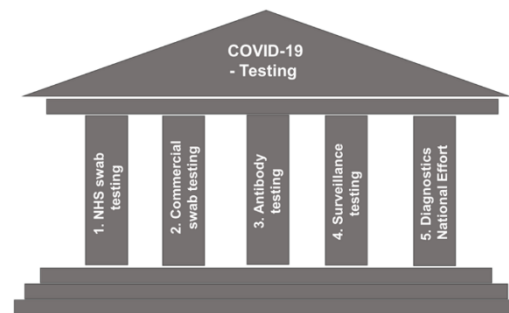 COVID-19
- Testing
1. NHS swab
testing
2. Commercial
swab testing
3. Antibody
testing
4. Surveillance
testing
5. Diagnostics
National Effort